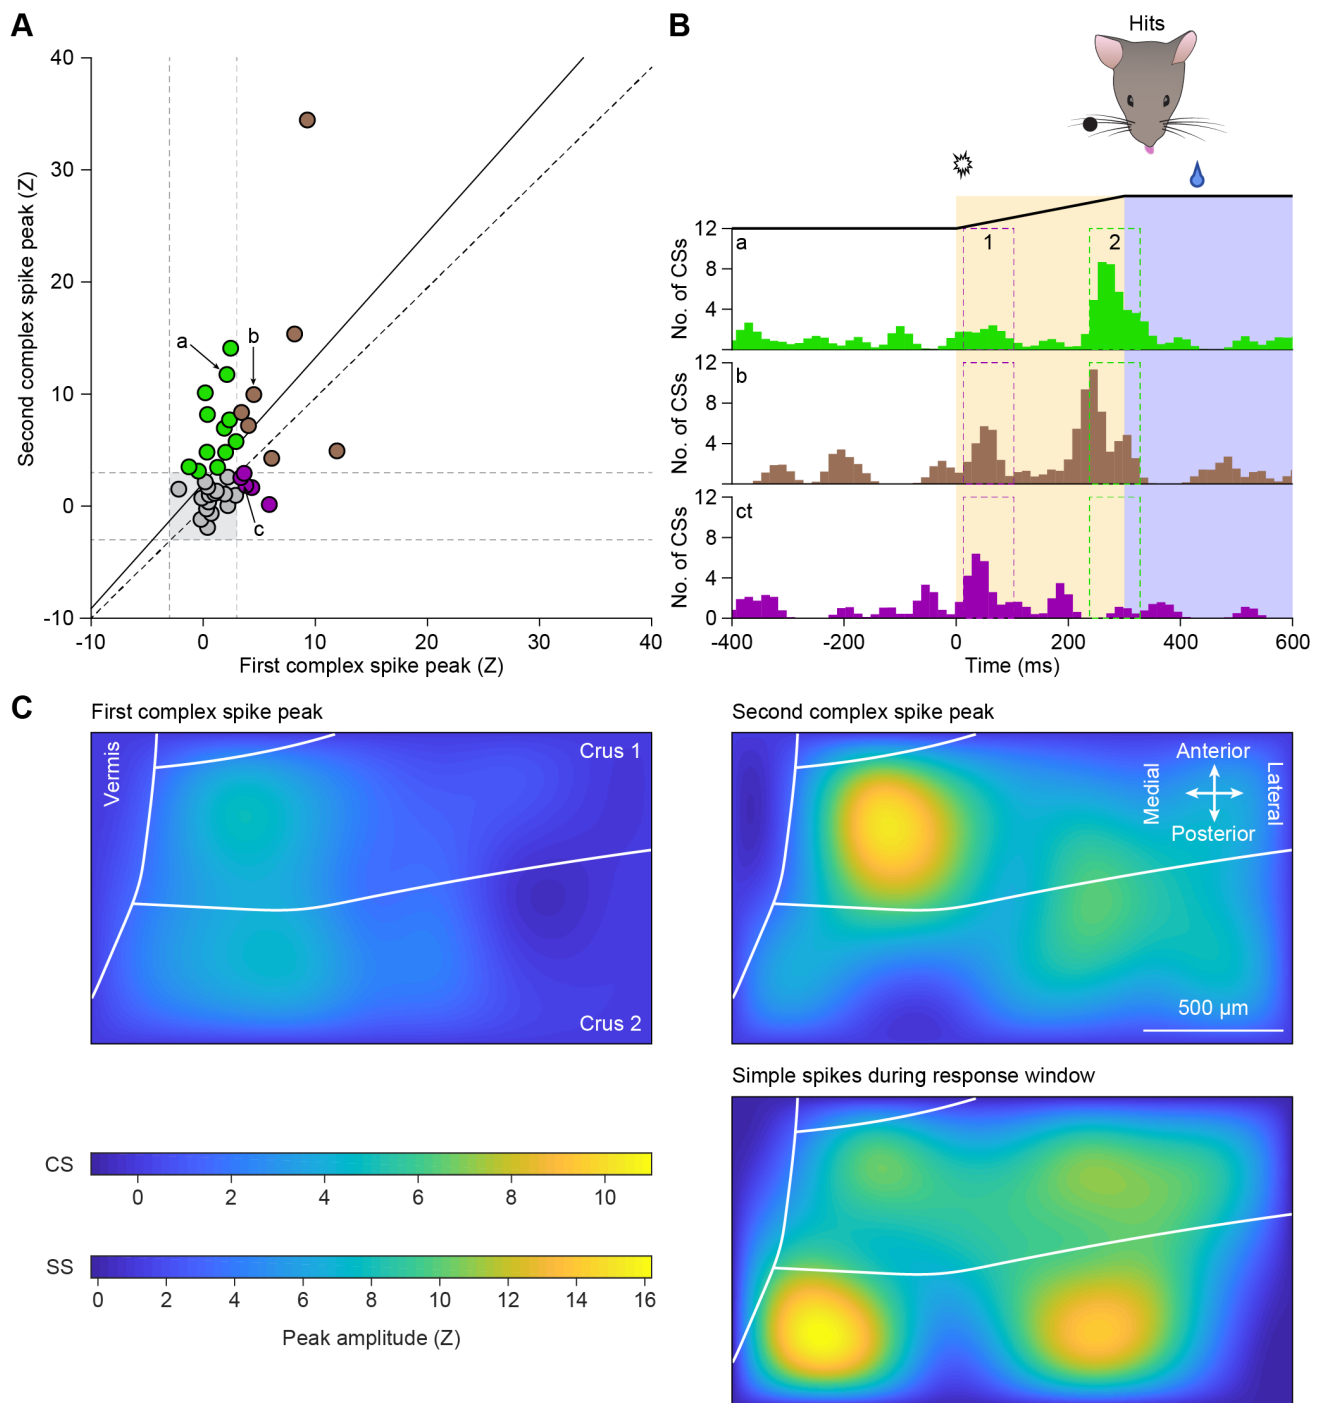 A
40
30
20
10
0
-10
Second complex spike peak (Z)
a
b
c
-10
0
10
20
30
40
First complex spike peak (Z)
B
Hits
12
8
4
No. of CSs
a
1
2
12
8
4
No. of CSs
b
12
8
4
0
No. of CSs
ct
-400
-200
0
200
400
600
Time (ms)
C
First complex spike peak
Vermis
Crus 1
Crus 2
Second complex spike peak
Anterior
Medial
Lateral
Posterior
500 µm
Simple spikes during response window
CS
0
2
4
6
8
10
SS
0
2
4
6
8
10
12
14
16
Peak amplitude (Z)